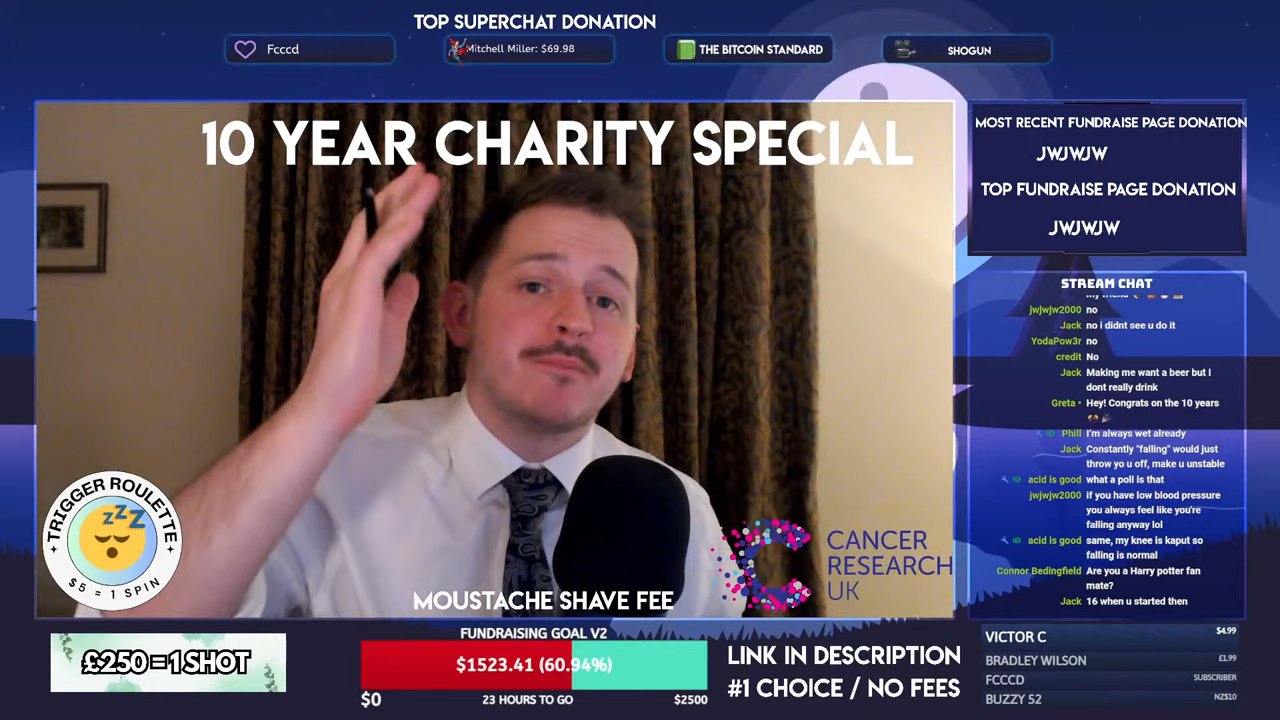 TOP SUPERCHAT DONATION
Fcccd
Mitchell Miller: $69.98
THE BITCOIN STANDARD
SHOGUN
10 YEAR CHARITY SPECIAL
MOST RECENT FUNDRAISE PAGE DONATION
JWJWJW
TOP FUNDRAISE PAGE DONATION
JWJWJW
STREAM CHAT
my friend
jwjwjw2000 no
Jack no i didnt see u do it
YodaPow3r no
credit No
Jack Making me want a beer but I
dont really drink
Greta • Hey! Congrats on the 10 years
Phill I'm always wet already
Jack Constantly "falling" would just
throw yo u off, make u unstable
acid is good what a poll is that
jwjwjw2000 if you have low blood pressure
you always feel like you're
falling anyway lol
acid is good same, my knee is kaput so
falling is normal
Connor Bedingfield Are you a Harry potter fan
mate?
Jack 16 when u started then
TRIGGER ROULETTE
zzz
$5 = 1 SPIN
CANCER
RESEARCH
UK
MOUSTACHE SHAVE FEE
£250 = 1 SHOT
FUNDRAISING GOAL V2
$1523.41 (60.94%)
$0 23 HOURS TO GO $2500
LINK IN DESCRIPTION
#1 CHOICE / NO FEES
VICTOR C $4.99
BRADLEY WILSON £1.99
FCCCD SUBSCRIBER
BUZZY 52 NZ$10